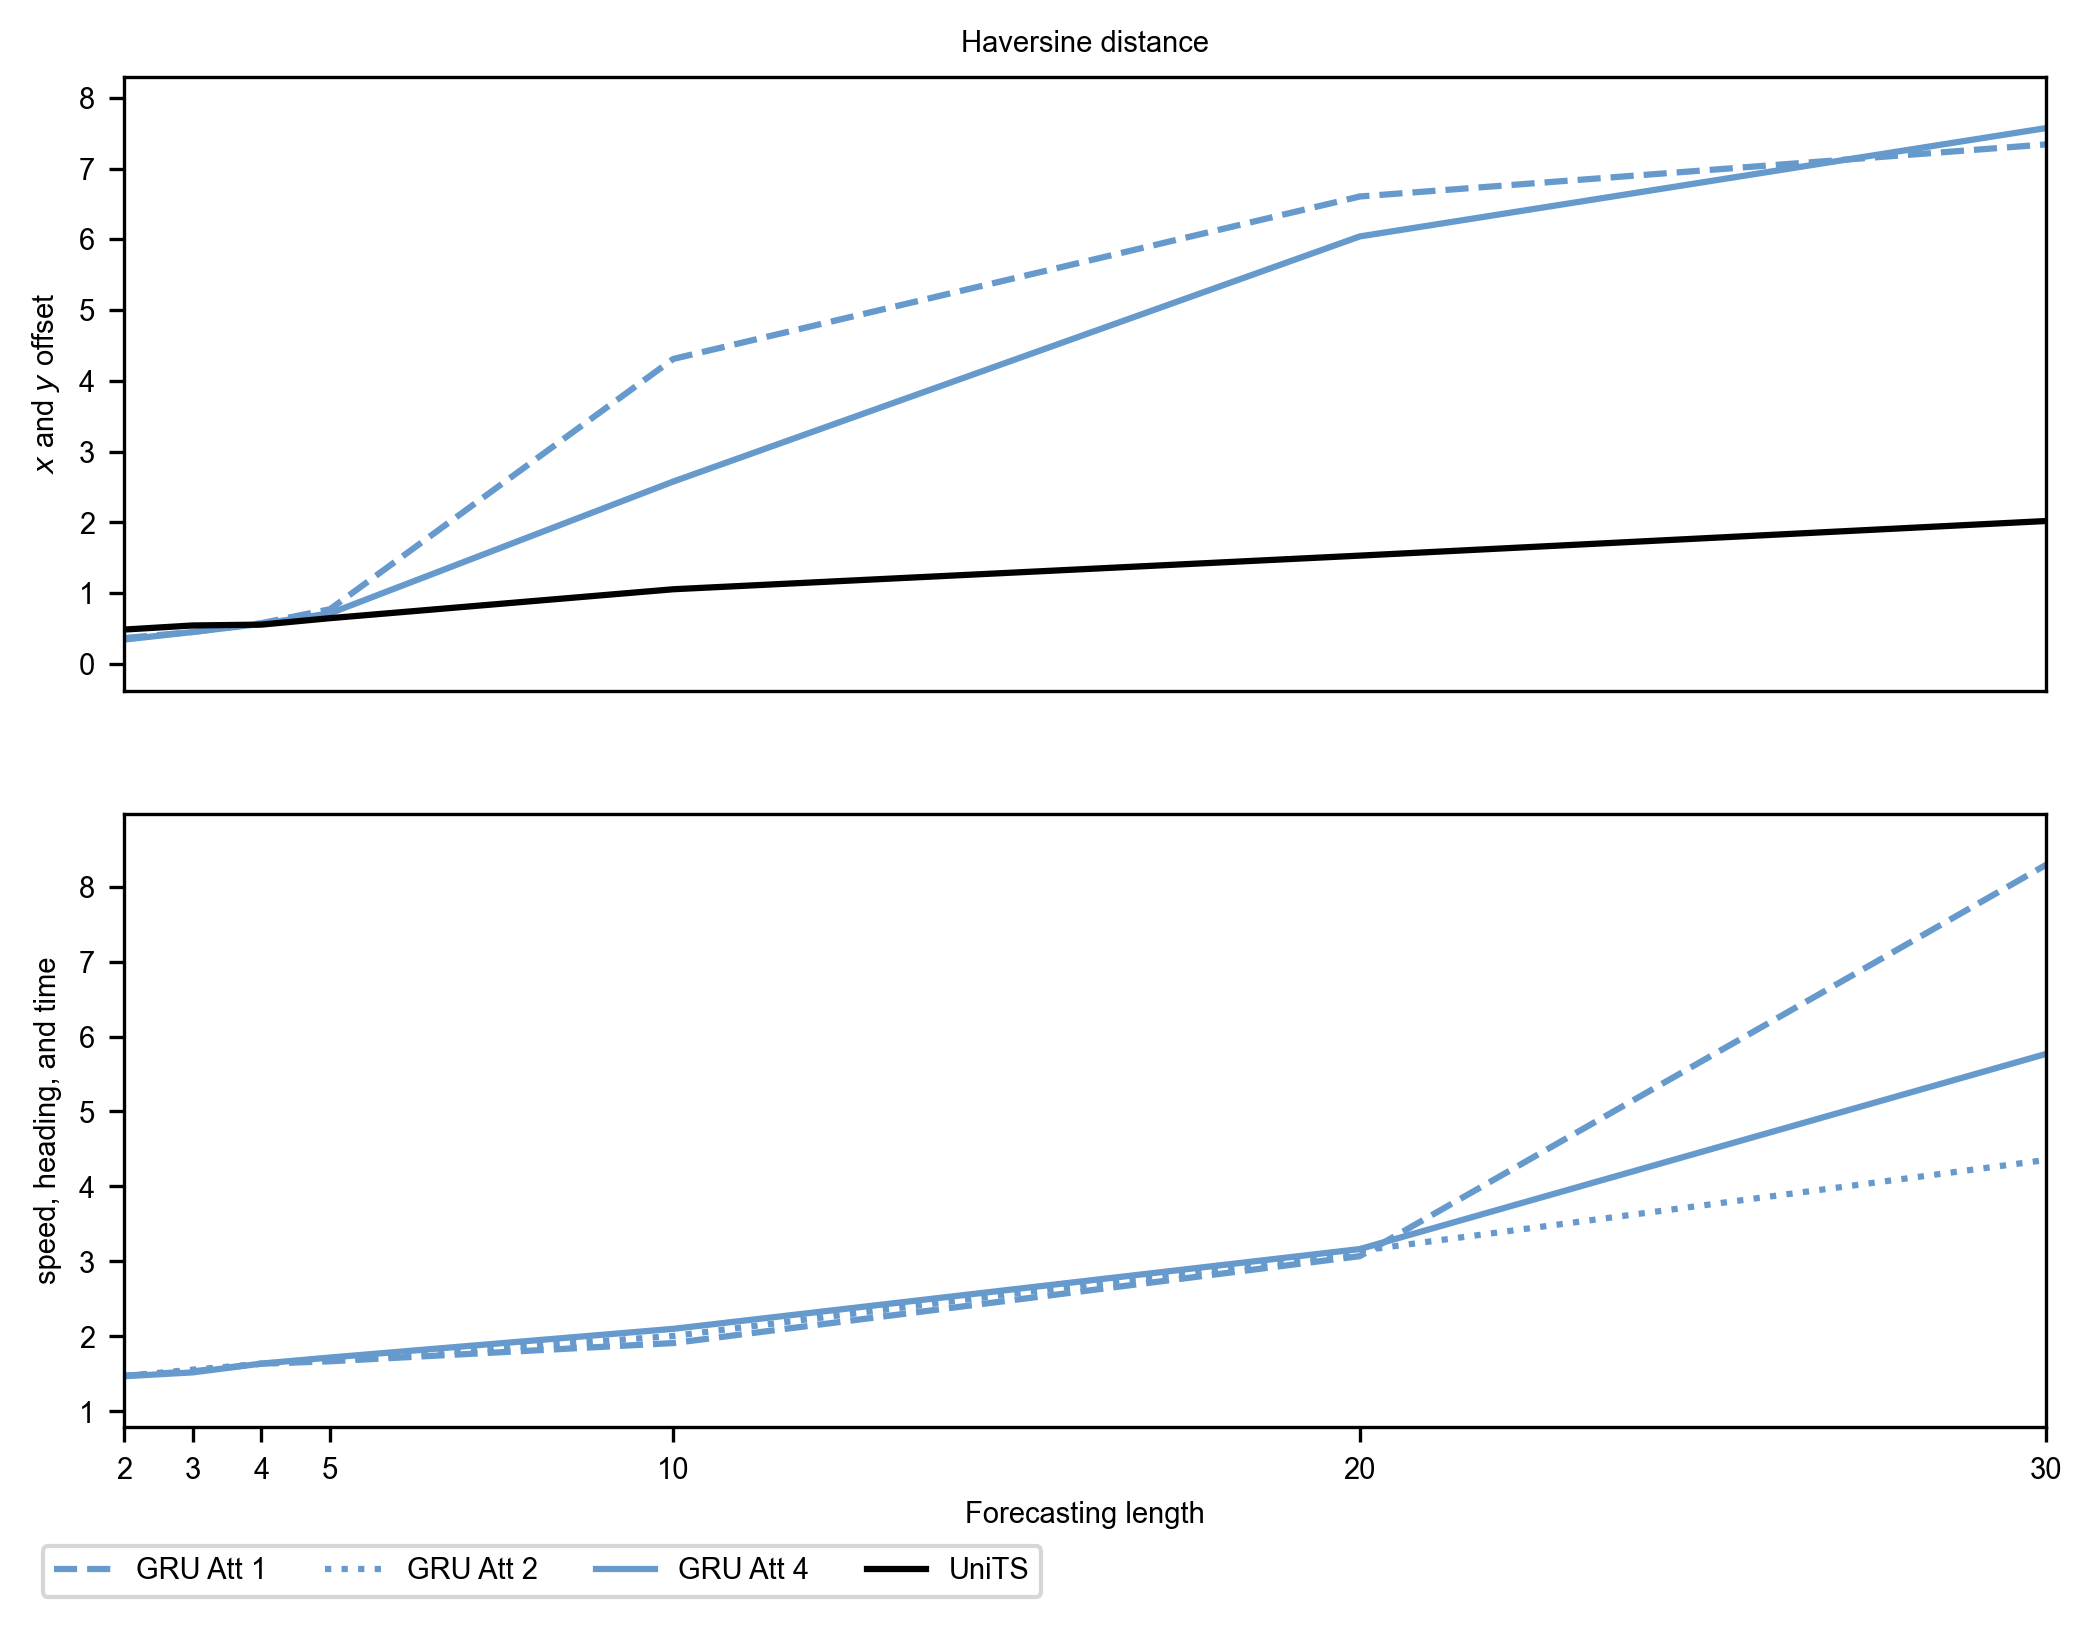 Haversine distance
8
7
6
5
4
3
2
1
0
x and y offset
8
7
6
5
4
3
2
1
speed, heading, and time
2 3 4 5 10 20 30
Forecasting length
GRU Att 1 GRU Att 2 GRU Att 4 UniTS